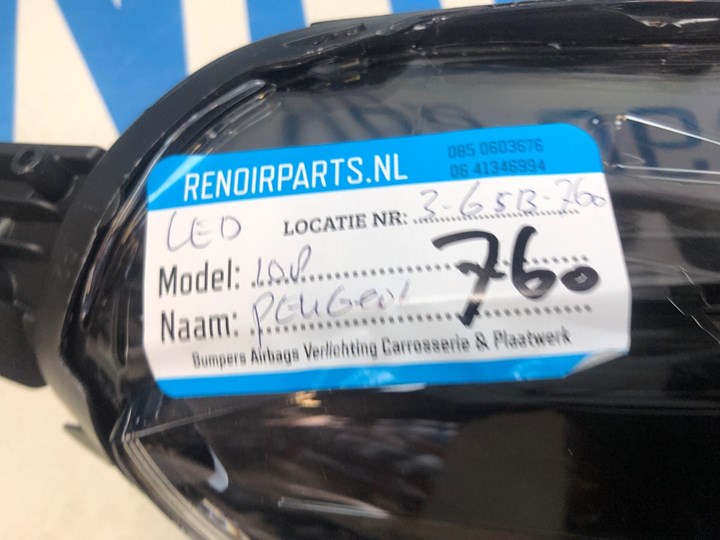 RENOIRPARTS.NL
085 0603676
06 41346994
LED LOCATIE NR: 3-65B-760
Model: 108 760
Naam: PEUGEOT
Bumpers Airbags Verlichting Carrosserie & Plaatwerk